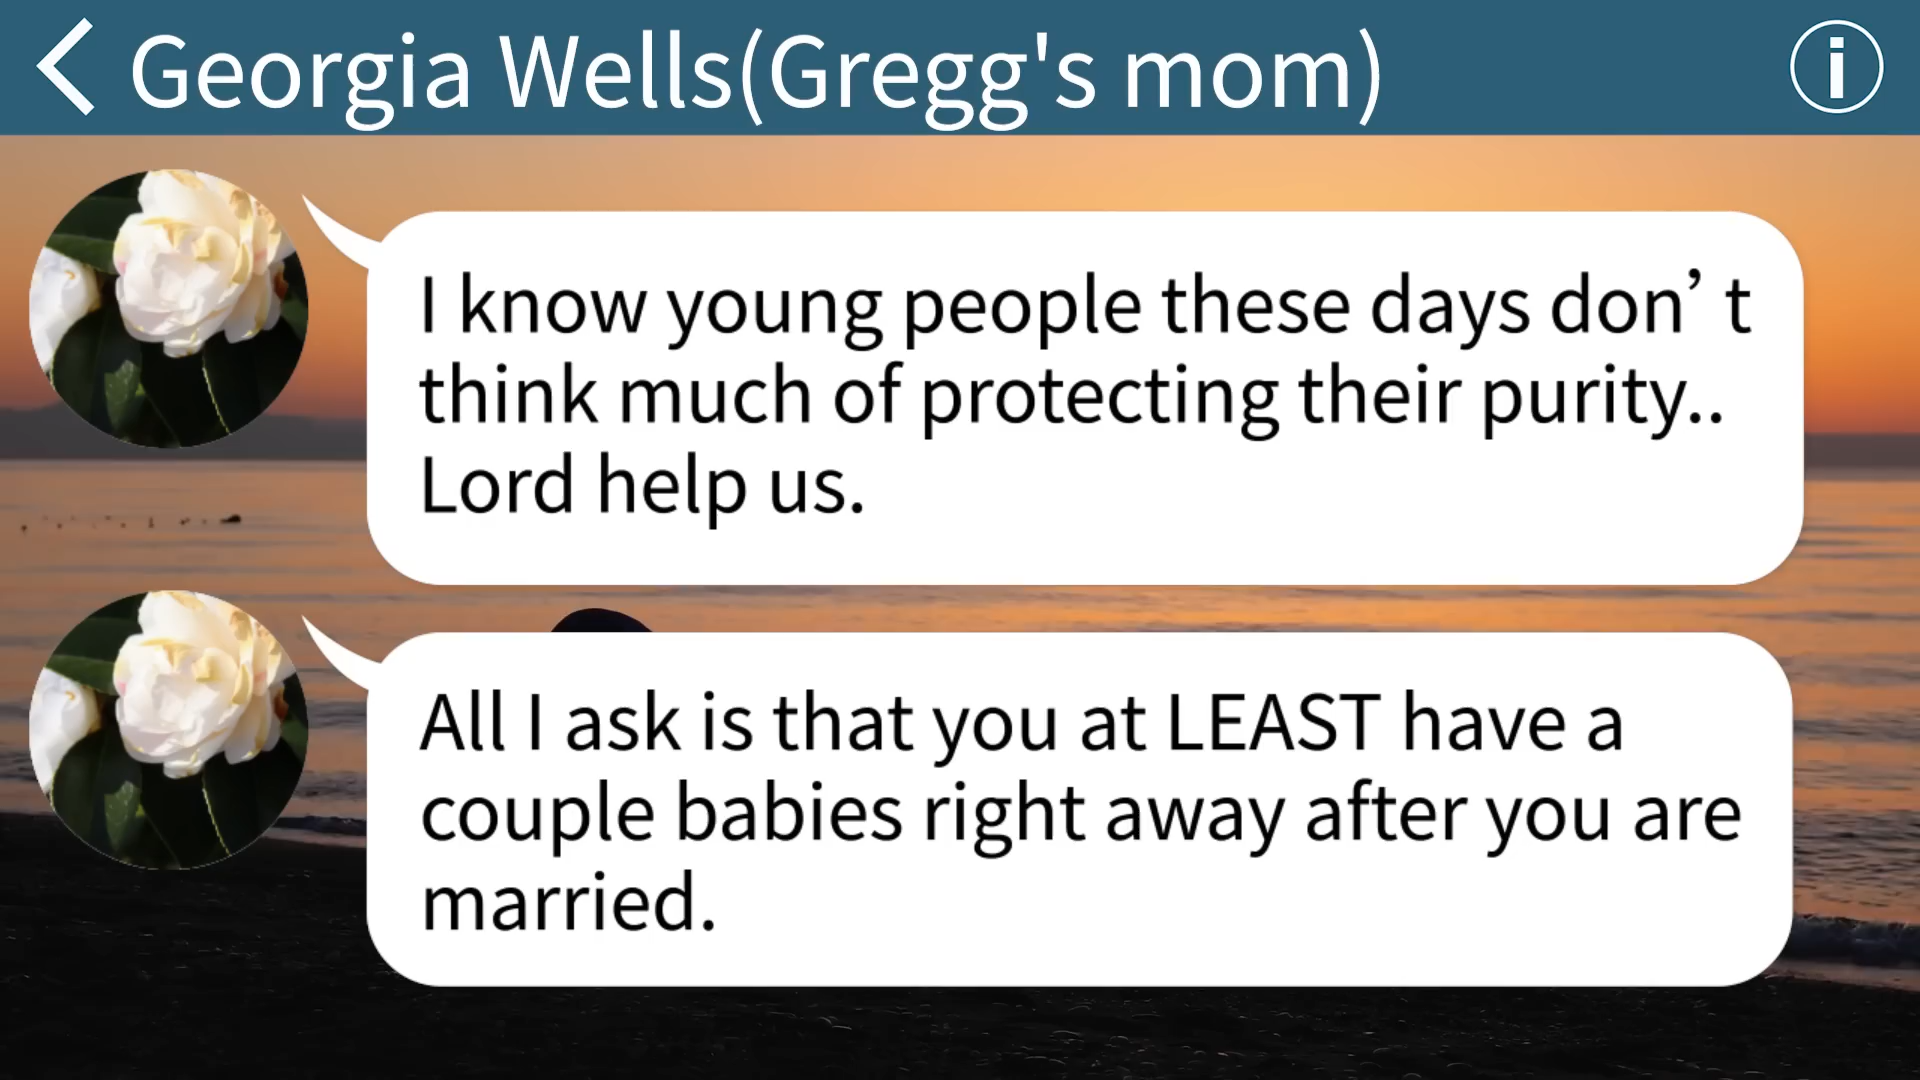 Georgia Wells(Gregg's mom)
I know young people these days don’t
think much of protecting their purity..
Lord help us.
All I ask is that you at LEAST have a
couple babies right away after you are
married.